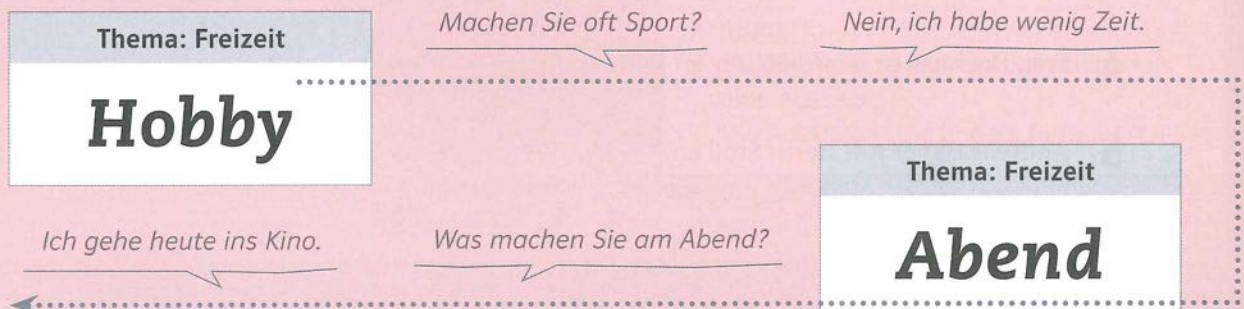 Thema: Freizeit
Hobby
Machen Sie oft Sport?
Nein, ich habe wenig Zeit.
Thema: Freizeit
Abend
Was machen Sie am Abend?
Ich gehe heute ins Kino.